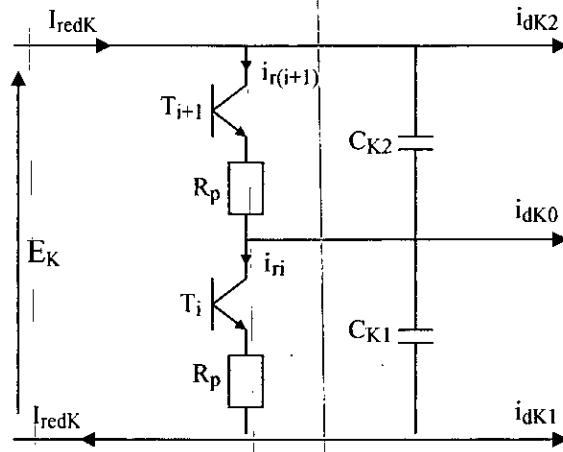 I_redK
i_dK2
i_r(i+1)
T_i+1
C_K2
R_p
i_dK0
E_K
i_ri
T_i
C_K1
R_p
I_redK
i_dK1